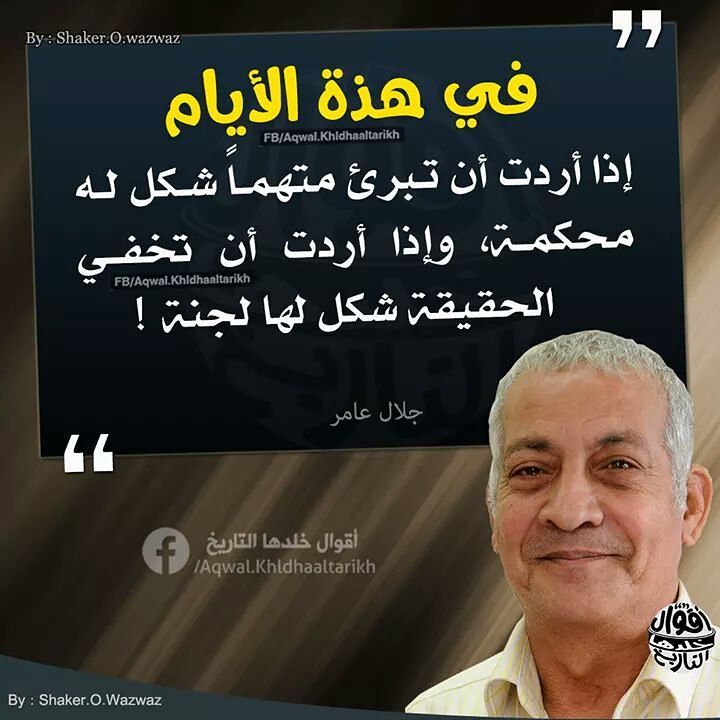 By : Shaker.O.wazwaz
”
في هذة الأيام
FB/Aqwal.Khldhaaltarikh
إذا أردت أن تبرئ متهماً شكل له
محكمة، وإذا أردت أن تخفي
FB/Aqwal.Khldhaaltarikh
الحقيقة شكل لها لجنة !
جلال عامر
“
أقوال خلدها التاريخ
/Aqwal.Khldhaaltarikh
أقوال
خلدها
التاريخ
By : Shaker.O.Wazwaz